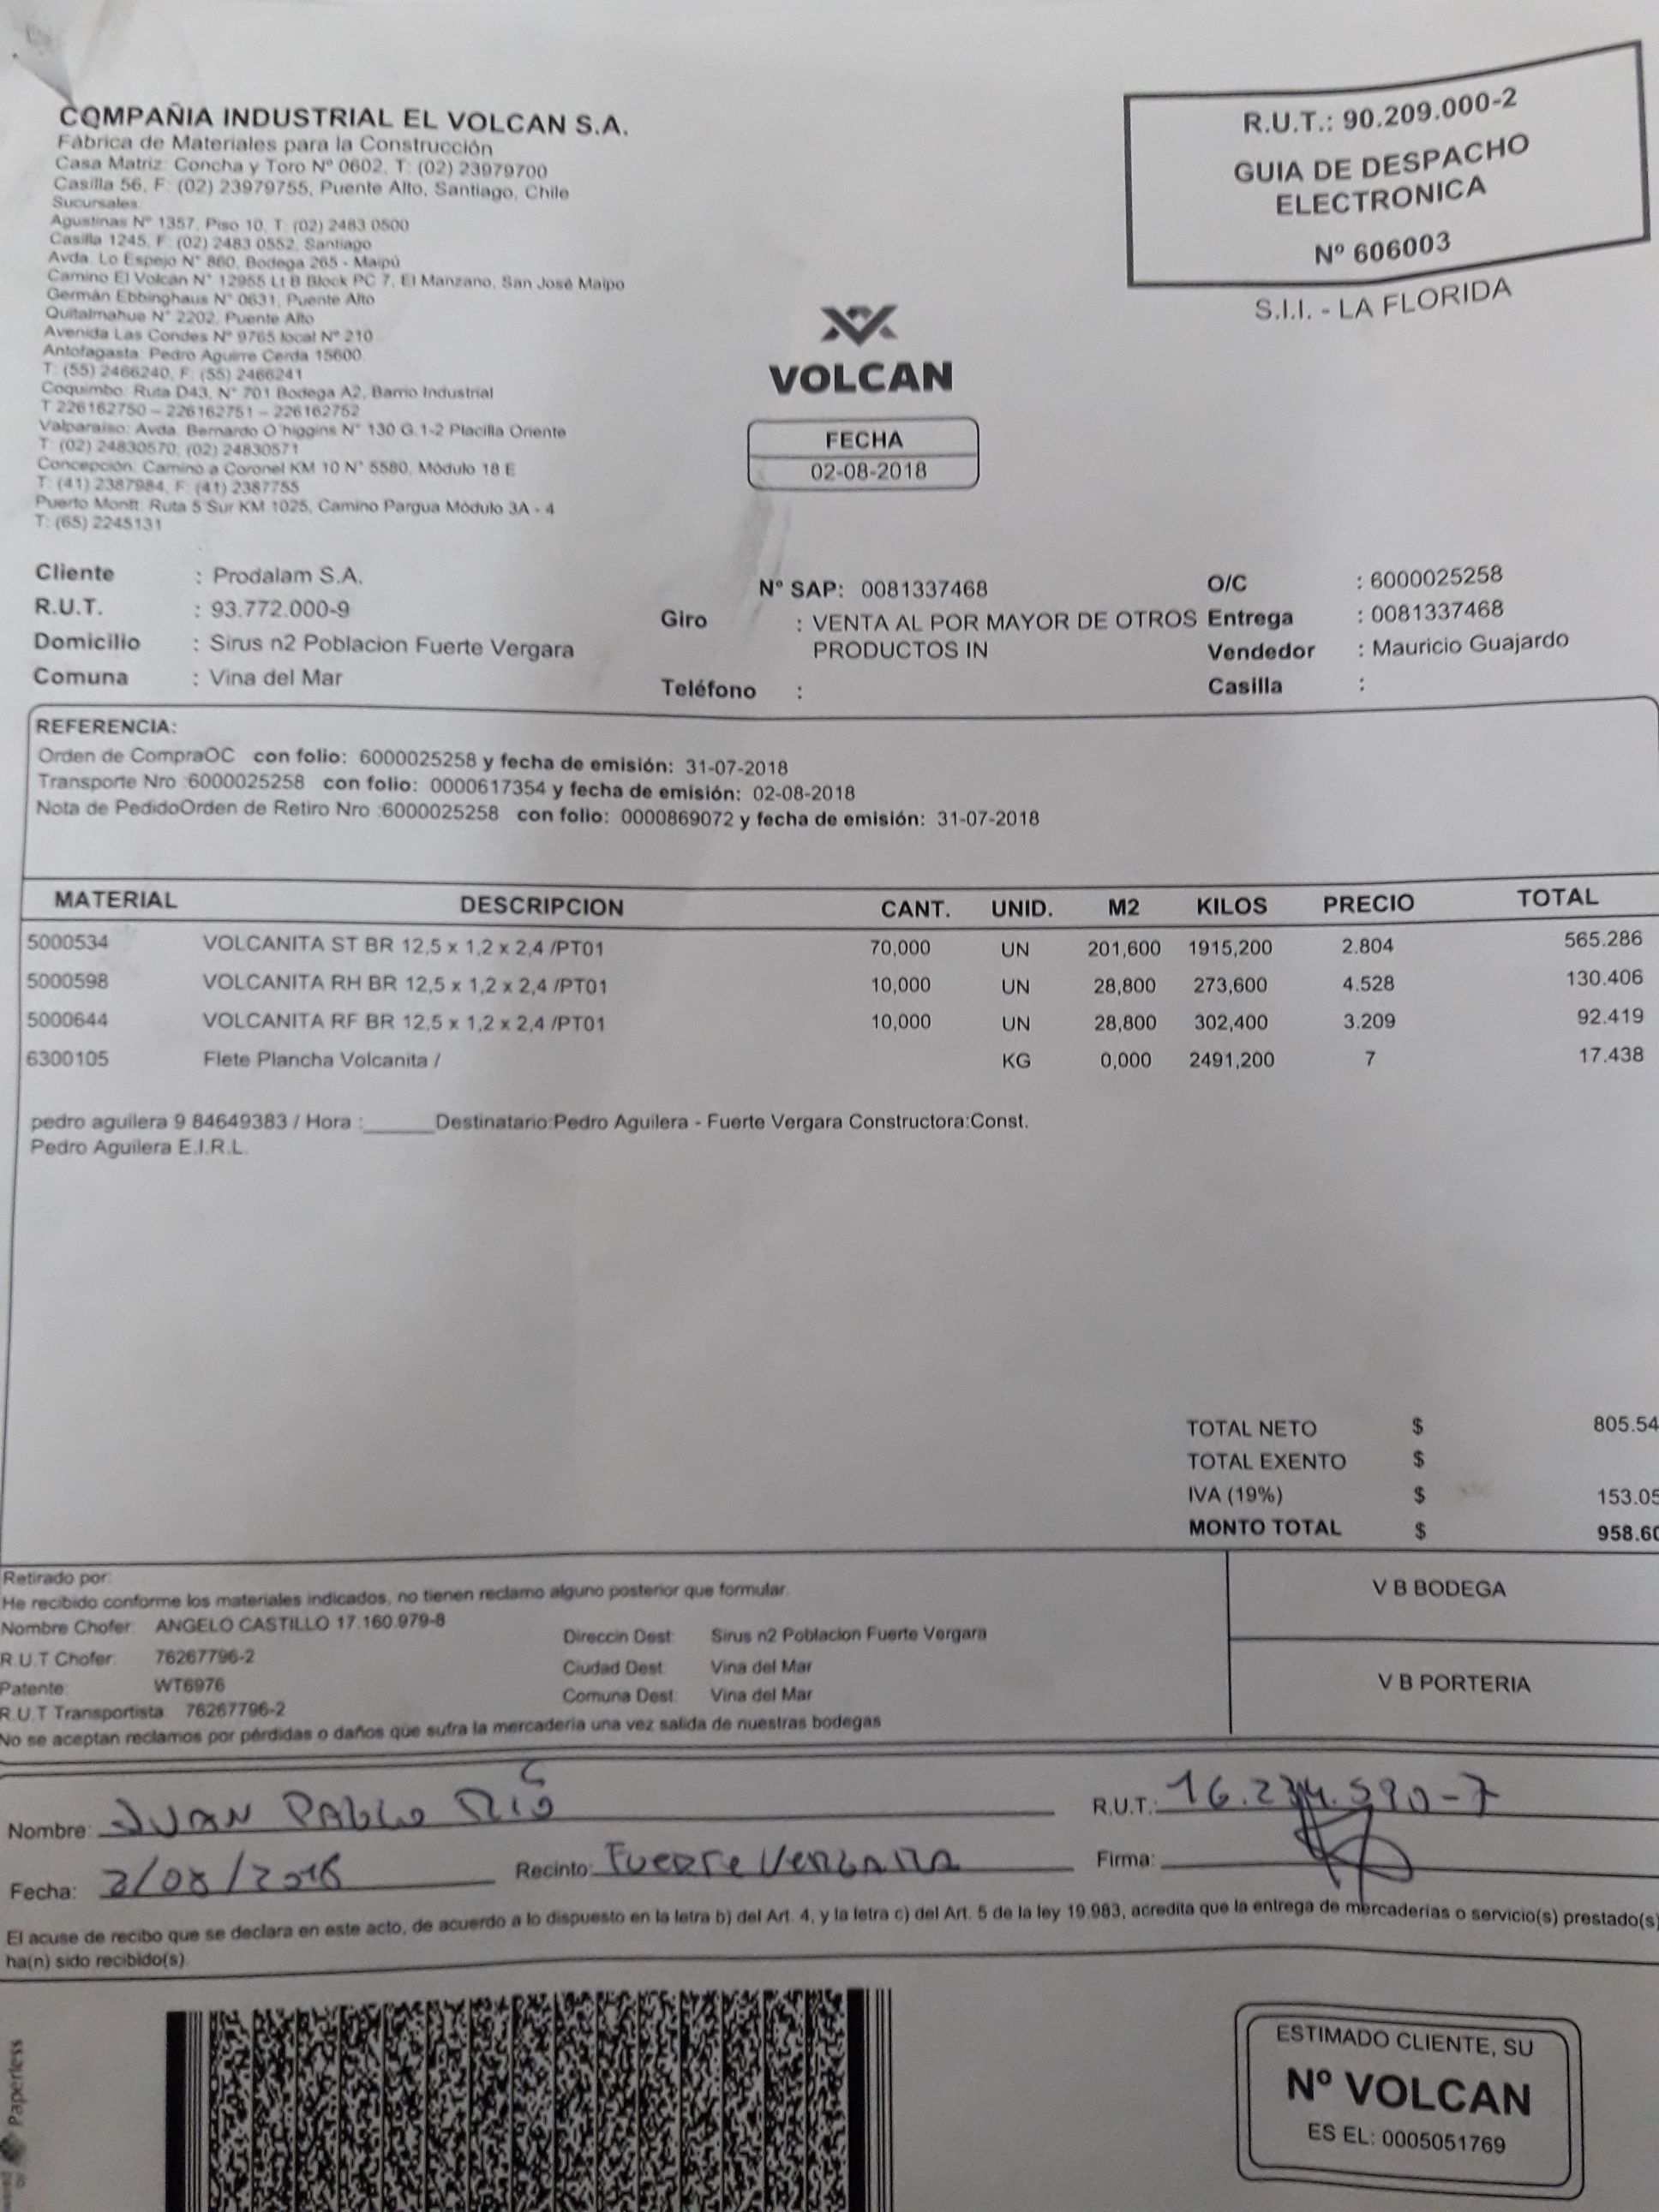 COMPAÑIA INDUSTRIAL EL VOLCAN S.A.
Fábrica de Materiales para la Construcción
Casa Matriz: Concha y Toro Nº 0602, T: (02) 23979700
Casilla 56, F: (02) 23979755, Puente Alto, Santiago, Chile
Sucursales:
Agustinas Nº 1357, Piso 10, T: (02) 2483 0500
Casilla 1245, F: (02) 2483 0552, Santiago
Avda. Lo Espejo N° 860, Bodega 265 - Maipú
Camino El Volcán N° 12955 Lt B Block PC 7, El Manzano, San José Maipo
Germán Ebbinghaus N° 0631, Puente Alto
Quitalmahue N° 2202, Puente Alto
Avenida Las Condes Nº 9765 local Nº 210
Antofagasta: Pedro Aguirre Cerda 15600
T: (55) 2466240, F: (55) 2466241
Coquimbo: Ruta D43, N° 701 Bodega A2, Barrio Industrial
T 226162750 – 226162751 – 226162752
Valparaíso: Avda. Bernardo O'higgins N° 130 G.1-2 Placilla Oriente
T: (02) 24830570; (02) 24830571
Concepción: Camino a Coronel KM 10 N° 5580, Módulo 18 E
T: (41) 2387984, F: (41) 2387755
Puerto Montt: Ruta 5 Sur KM 1025, Camino Pargua Módulo 3A - 4
T: (65) 2245131
R.U.T.: 90.209.000-2
GUIA DE DESPACHO
ELECTRONICA
Nº 606003
S.I.I. - LA FLORIDA
VOLCAN
FECHA
02-08-2018
Cliente : Prodalam S.A. N° SAP: 0081337468 O/C : 6000025258
R.U.T. : 93.772.000-9 Giro : VENTA AL POR MAYOR DE OTROS Entrega : 0081337468
Domicilio : Sirus n2 Poblacion Fuerte Vergara PRODUCTOS IN Vendedor : Mauricio Guajardo
Comuna : Vina del Mar Teléfono : Casilla :
REFERENCIA:
Orden de CompraOC con folio: 6000025258 y fecha de emisión: 31-07-2018
Transporte Nro :6000025258 con folio: 0000617354 y fecha de emisión: 02-08-2018
Nota de PedidoOrden de Retiro Nro :6000025258 con folio: 0000869072 y fecha de emisión: 31-07-2018
MATERIAL DESCRIPCION CANT. UNID. M2 KILOS PRECIO TOTAL
5000534 VOLCANITA ST BR 12,5 x 1,2 x 2,4 /PT01 70,000 UN 201,600 1915,200 2.804 565.286
5000598 VOLCANITA RH BR 12,5 x 1,2 x 2,4 /PT01 10,000 UN 28,800 273,600 4.528 130.406
5000644 VOLCANITA RF BR 12,5 x 1,2 x 2,4 /PT01 10,000 UN 28,800 302,400 3.209 92.419
6300105 Flete Plancha Volcanita / KG 0,000 2491,200 7 17.438
pedro aguilera 9 84649383 / Hora :______Destinatario:Pedro Aguilera - Fuerte Vergara Constructora:Const.
Pedro Aguilera E.I.R.L.
TOTAL NETO $ 805.54
TOTAL EXENTO $
IVA (19%) $ 153.05
MONTO TOTAL $ 958.60
Retirado por:
He recibido conforme los materiales indicados, no tienen reclamo alguno posterior que formular.
Nombre Chofer: ANGELO CASTILLO 17.160.979-8 Direccin Dest: Sirus n2 Poblacion Fuerte Vergara
R.U.T Chofer: 76267796-2 Ciudad Dest: Vina del Mar
Patente: WT6976 Comuna Dest: Vina del Mar
R.U.T Transportista: 76267796-2
No se aceptan reclamos por pérdidas o daños que sufra la mercaderia una vez salida de nuestras bodegas
V B BODEGA
V B PORTERIA
Nombre: JUAN PABLO R.U.T.: 16.234.590-7
Fecha: 2/08/2018 Recinto: Fuerte Vergara Firma:
El acuse de recibo que se declara en este acto, de acuerdo a lo dispuesto en la letra b) del Art. 4, y la letra c) del Art. 5 de la ley 19.983, acredita que la entrega de mercaderias o servicio(s) prestado(s)
ha(n) sido recibido(s).
Paperless
ESTIMADO CLIENTE, SU
Nº VOLCAN
ES EL: 0005051769